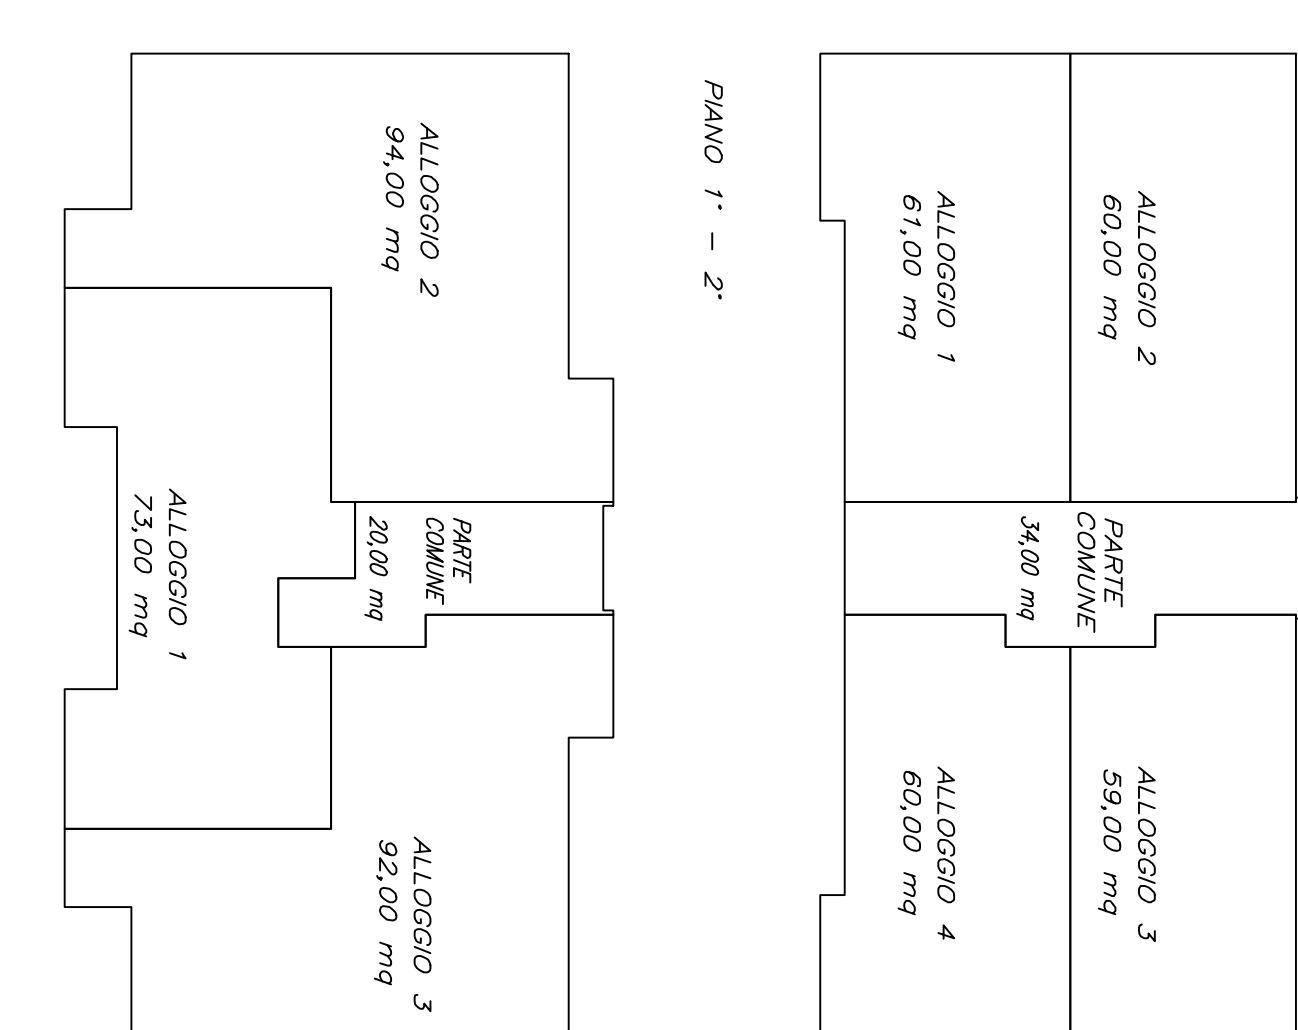 ALLOGGIO 2
60,00 mq
ALLOGGIO 3
59,00 mq
PARTE
COMUNE
34,00 mq
ALLOGGIO 1
61,00 mq
ALLOGGIO 4
60,00 mq
PIANO 1° - 2°
PARTE
COMUNE
20,00 mq
ALLOGGIO 2
94,00 mq
ALLOGGIO 3
92,00 mq
ALLOGGIO 1
73,00 mq